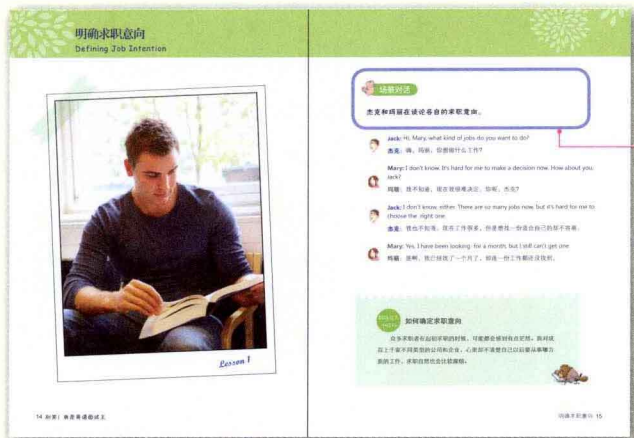 明确求职意向
Defining Job Intention
Lesson 1
14
场景对话
杰克和玛丽在谈论各自的求职意向。
Jack: Hi, Mary, what kind of jobs do you want to do?
杰克：嗨，玛丽，你想做什么工作？
Mary: I don't know. It's hard for me to make a decision now. How about you,
Jack?
玛丽：我不知道，现在我很难决定。你呢，杰克？
Jack: I don't know, either. There are so many jobs now, but it's hard for me to
choose the right one.
杰克：我也不知道。现在工作很多，但是想找一份适合自己的却不容易。
Mary: Yes, I have been looking for a month, but I still can't get one.
玛丽：是啊，我已经找了一个月了，但连一份工作都还没找到。
如何确定求职意向
明确求职意向 15